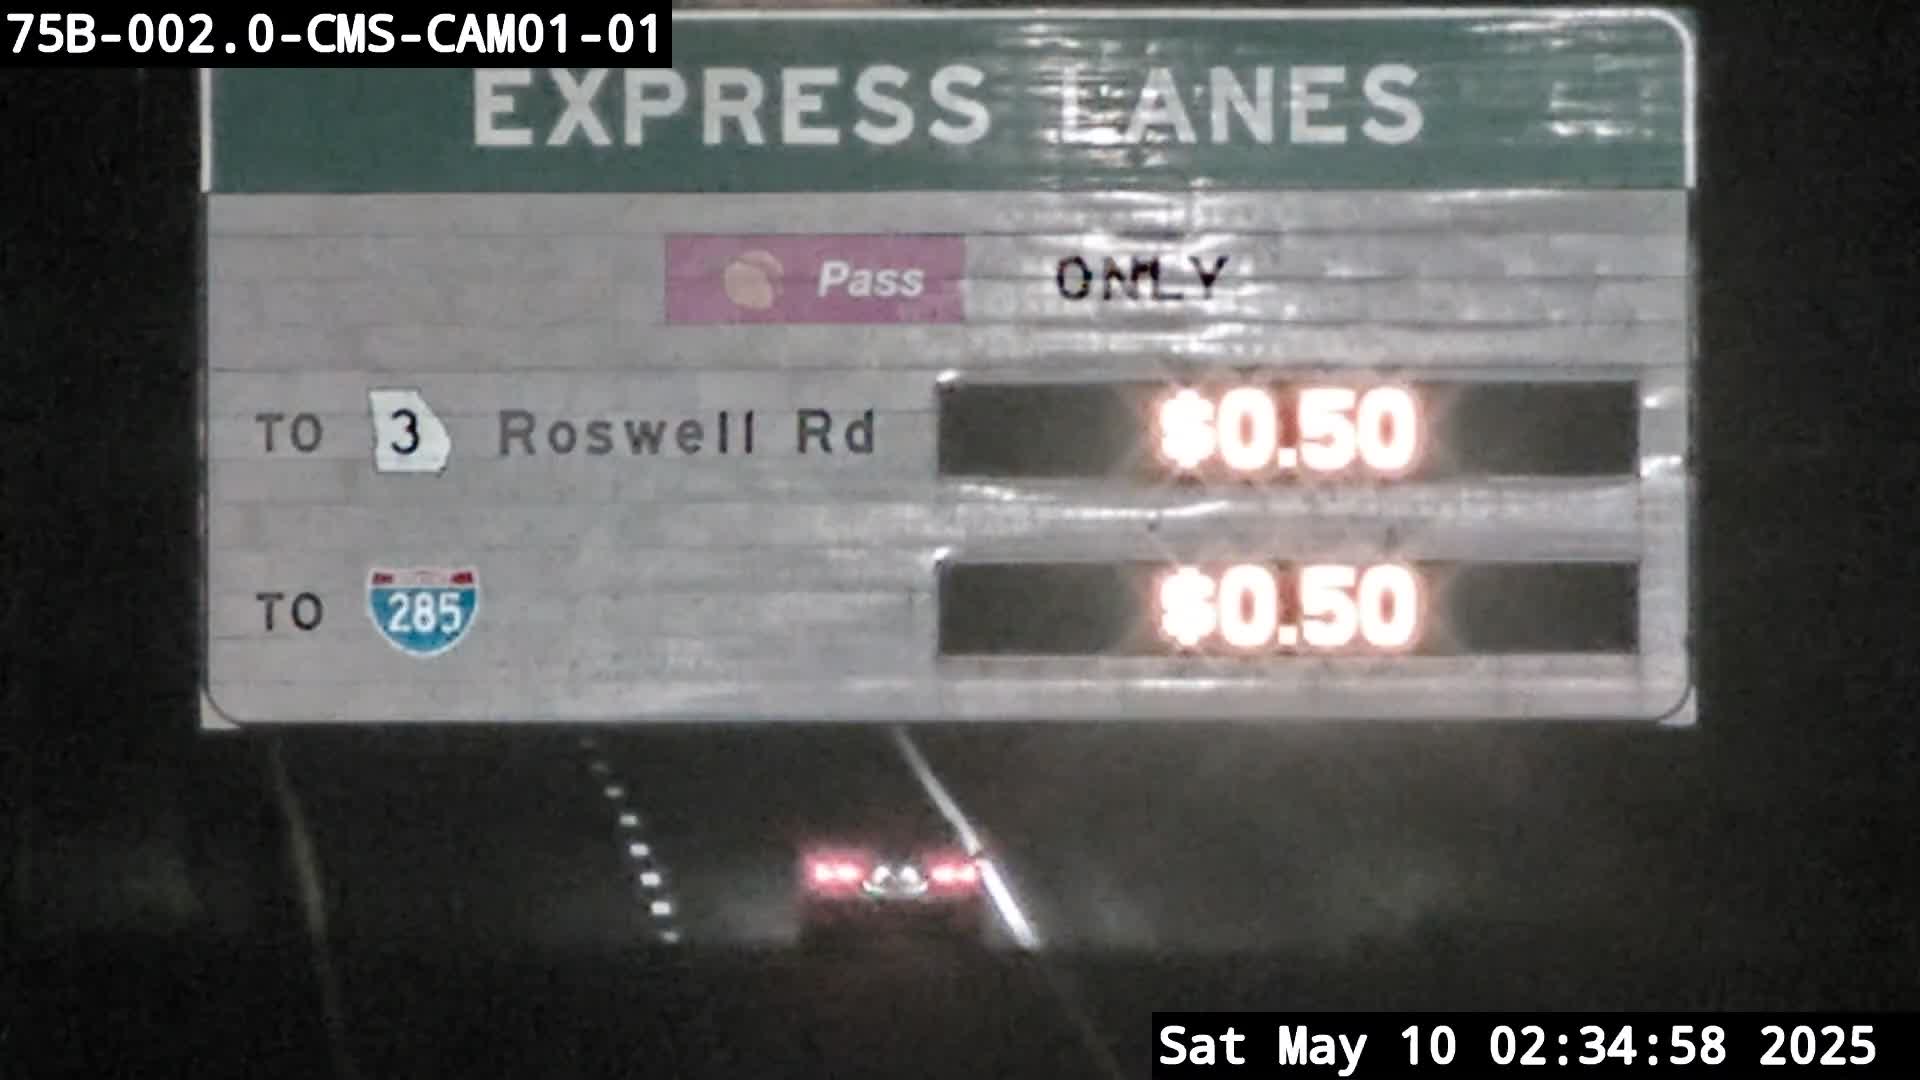 75B-002.0-CMS-CAM01-01
EXPRESS LANES
Pass ONLY
TO 3 Roswell Rd $0.50
TO 285 $0.50
Sat May 10 02:34:58 2025